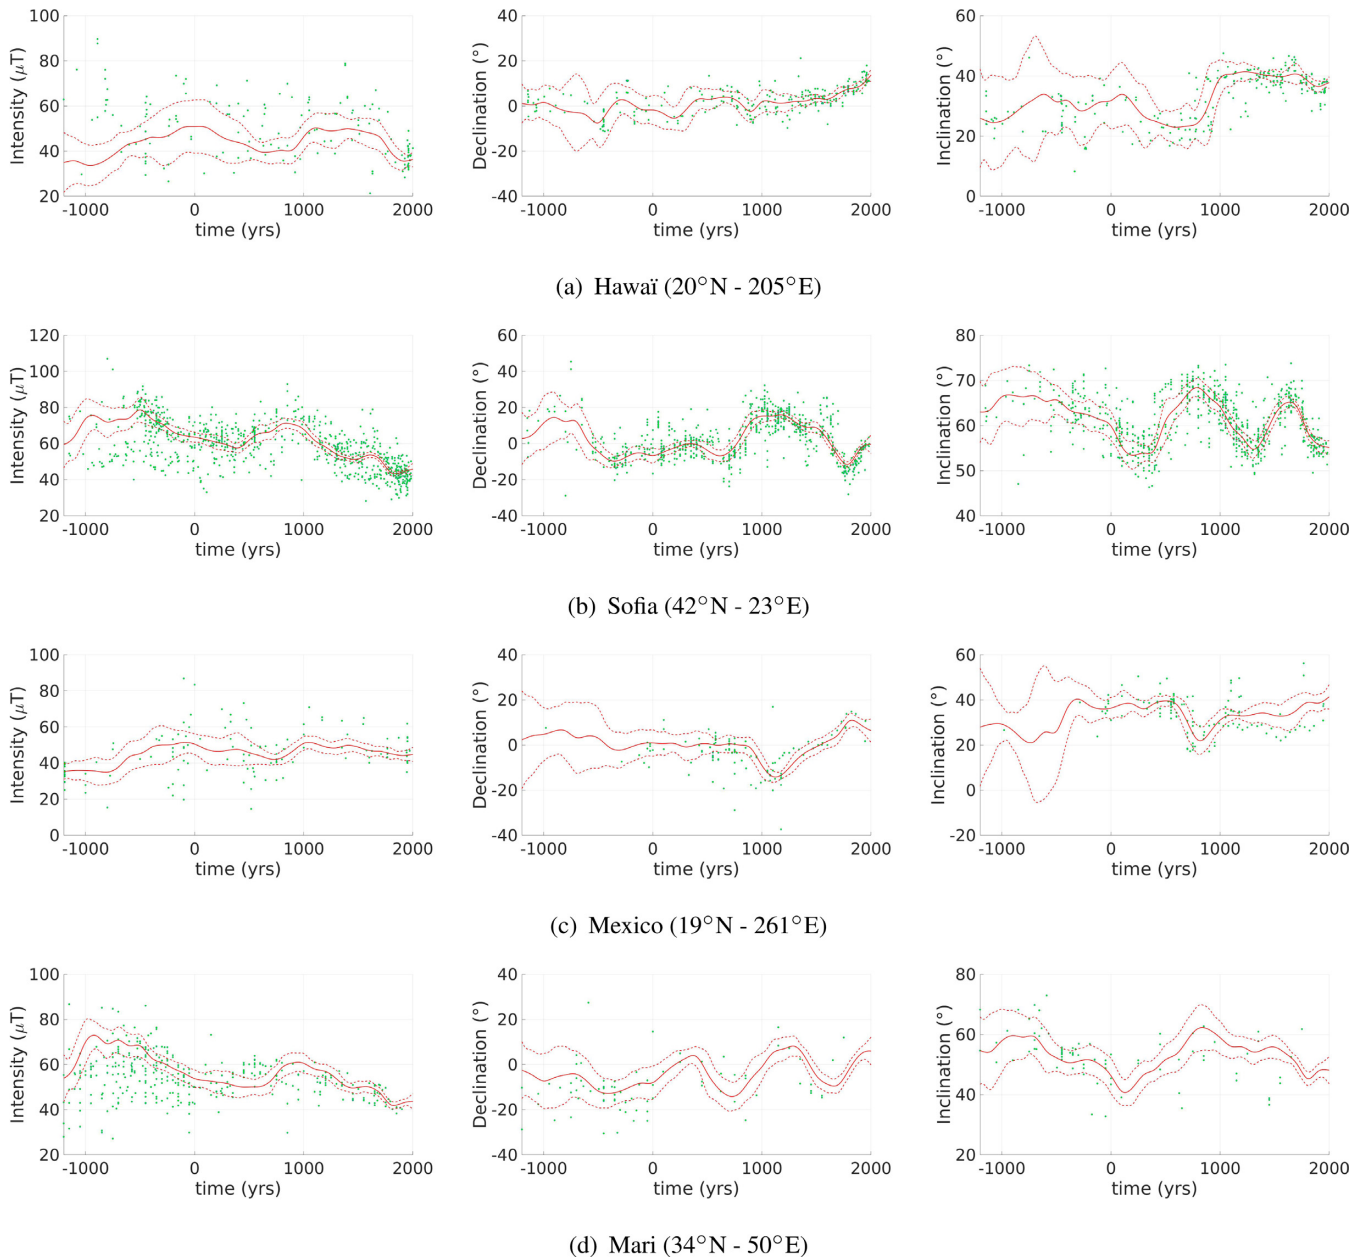 Intensity (μT)
100
80
60
40
20
-1000 0 1000 2000
time (yrs)
Declination (°)
40
20
0
-20
-40
-1000 0 1000 2000
time (yrs)
Inclination (°)
60
40
20
0
-1000 0 1000 2000
time (yrs)
(a) Hawaï (20°N - 205°E)
Intensity (μT)
120
100
80
60
40
20
-1000 0 1000 2000
time (yrs)
Declination (°)
60
40
20
0
-20
-40
-1000 0 1000 2000
time (yrs)
Inclination (°)
80
70
60
50
40
-1000 0 1000 2000
time (yrs)
(b) Sofia (42°N - 23°E)
Intensity (μT)
100
80
60
40
20
0
-1000 0 1000 2000
time (yrs)
Declination (°)
40
20
0
-20
-40
-1000 0 1000 2000
time (yrs)
Inclination (°)
60
40
20
0
-20
-1000 0 1000 2000
time (yrs)
(c) Mexico (19°N - 261°E)
Intensity (μT)
100
80
60
40
20
-1000 0 1000 2000
time (yrs)
Declination (°)
40
20
0
-20
-40
-1000 0 1000 2000
time (yrs)
Inclination (°)
80
60
40
20
-1000 0 1000 2000
time (yrs)
(d) Mari (34°N - 50°E)